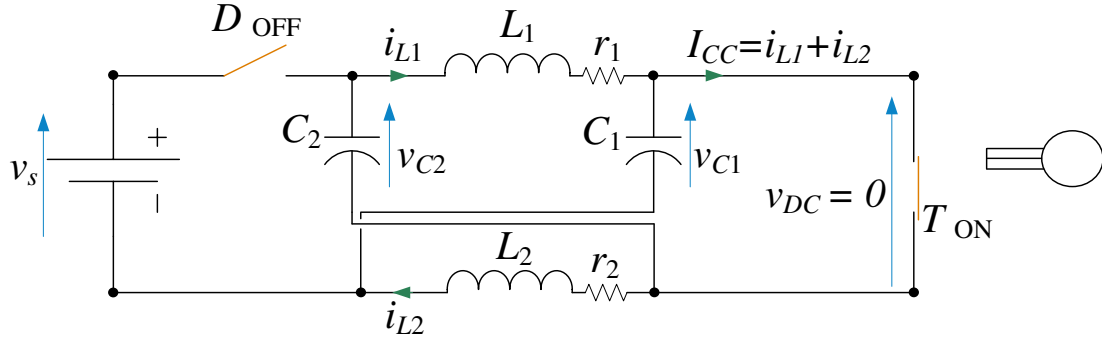 D OFF
i_L1
L_1
r_1
I_CC=i_L1+i_L2
v_s
+
−
C_2
v_C2
C_1
v_C1
v_DC = 0
T ON
L_2
r_2
i_L2